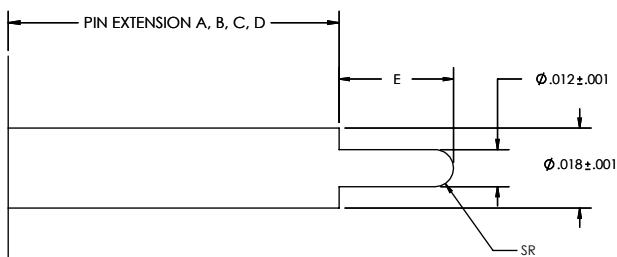 PIN EXTENSION A, B, C, D
E
Ø.012±.001
Ø.018±.001
SR